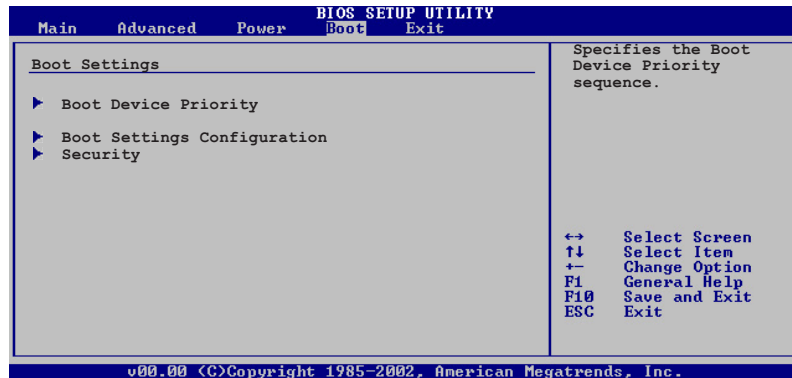 BIOS SETUP UTILITY
Main Advanced Power Boot Exit
Boot Settings
Boot Device Priority
Boot Settings Configuration
Security
Specifies the Boot
Device Priority
sequence.
←→ Select Screen
↑↓ Select Item
+- Change Option
F1 General Help
F10 Save and Exit
ESC Exit
v00.00 (C)Copyright 1985-2002, American Megatrends, Inc.